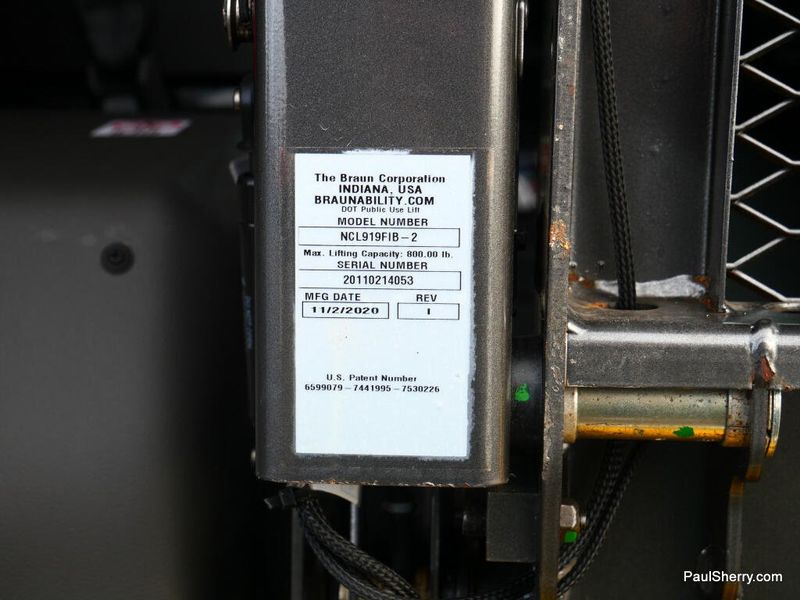 The Braun Corporation
INDIANA, USA
BRAUNABILITY.COM
DOT Public Use Lift
MODEL NUMBER
NCL919FIB-2
Max. Lifting Capacity: 800.00 lb.
SERIAL NUMBER
20110214053
MFG DATE REV
11/2/2020 I
U.S. Patent Number
6599079-7441995-7530226
PaulSherry.com